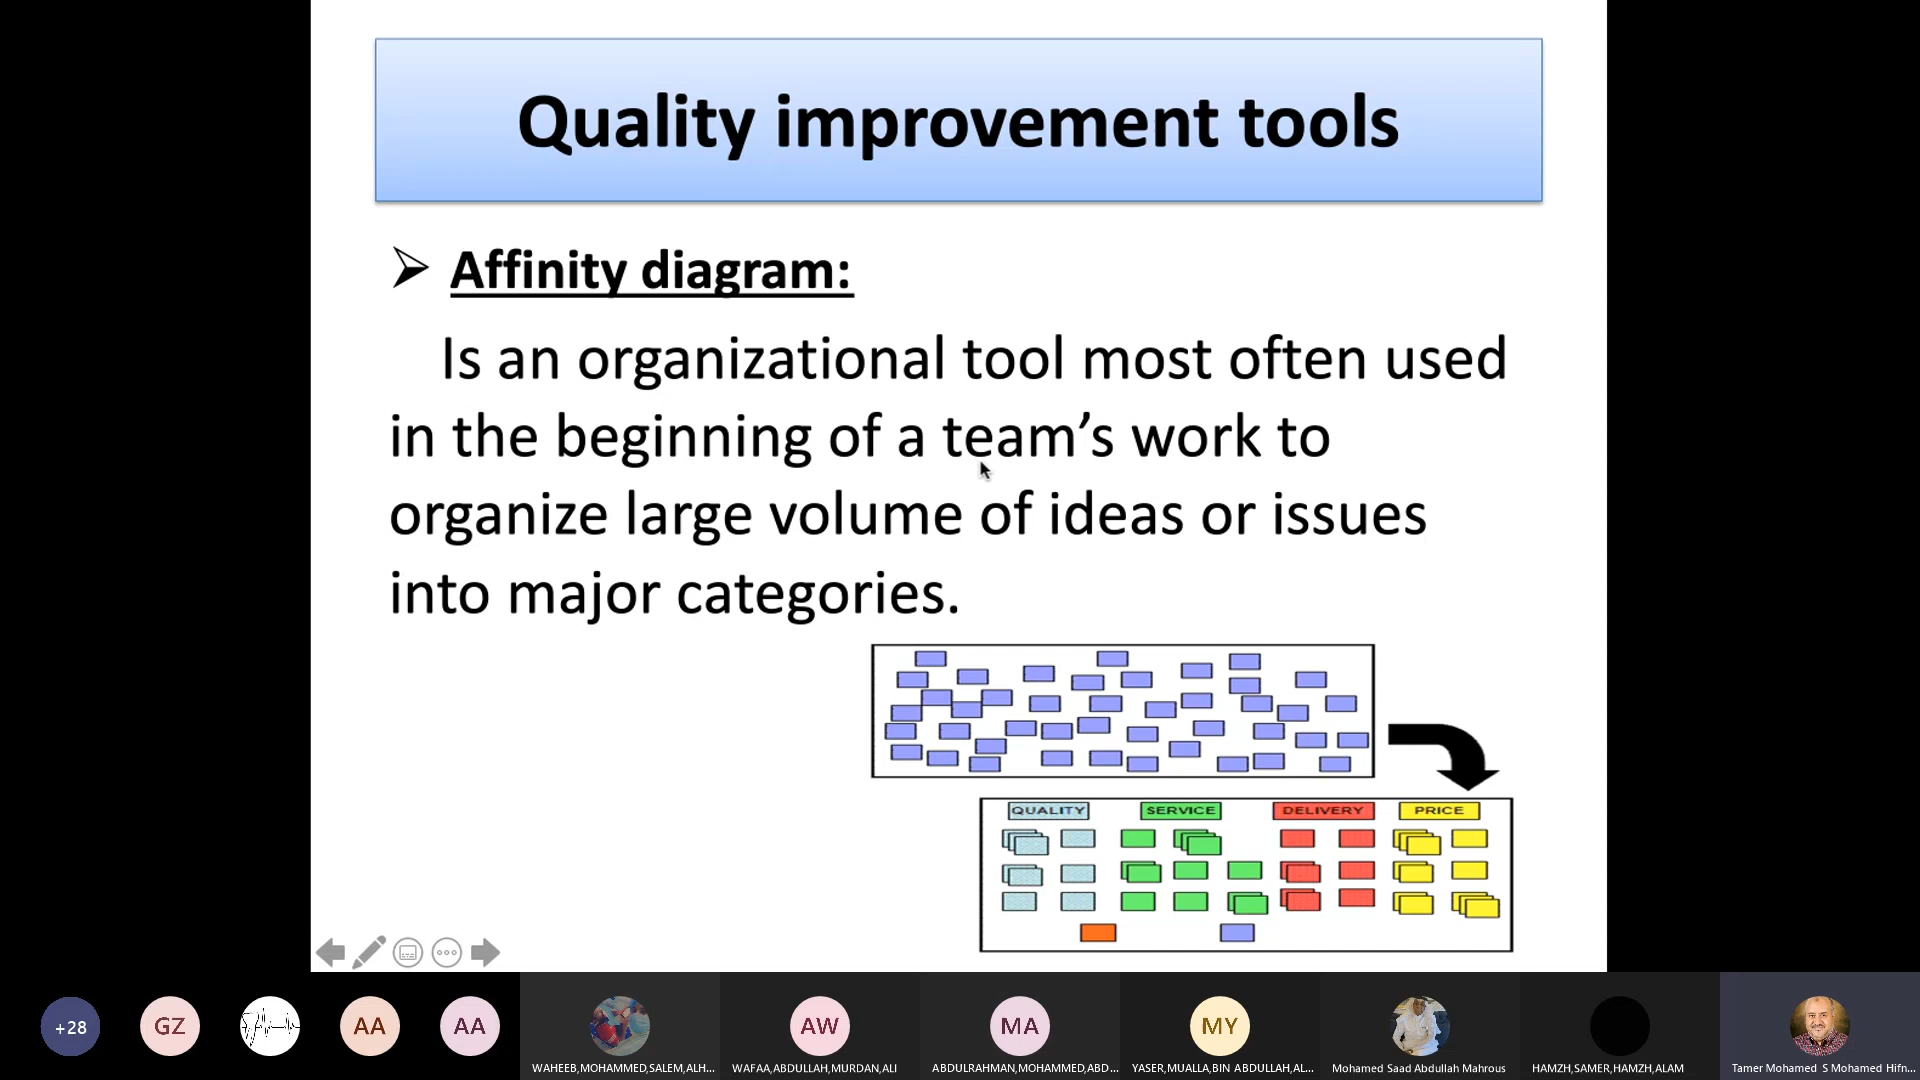 Quality improvement tools
Affinity diagram:
Is an organizational tool most often used
in the beginning of a team’s work to
organize large volume of ideas or issues
into major categories.
QUALITY SERVICE DELIVERY PRICE
+28 GZ AA AA AW MA MY
WAHEEB,MOHAMMED,SALEM,ALH... WAFAA,ABDULLAH,MURDAN,ALI ABDULRAHMAN,MOHAMMED,ABD... YASER,MUALLA,BIN ABDULLAH,AL... Mohamed Saad Abdullah Mahrous HAMZH,SAMER,HAMZH,ALAM Tamer Mohamed S Mohamed Hifn...